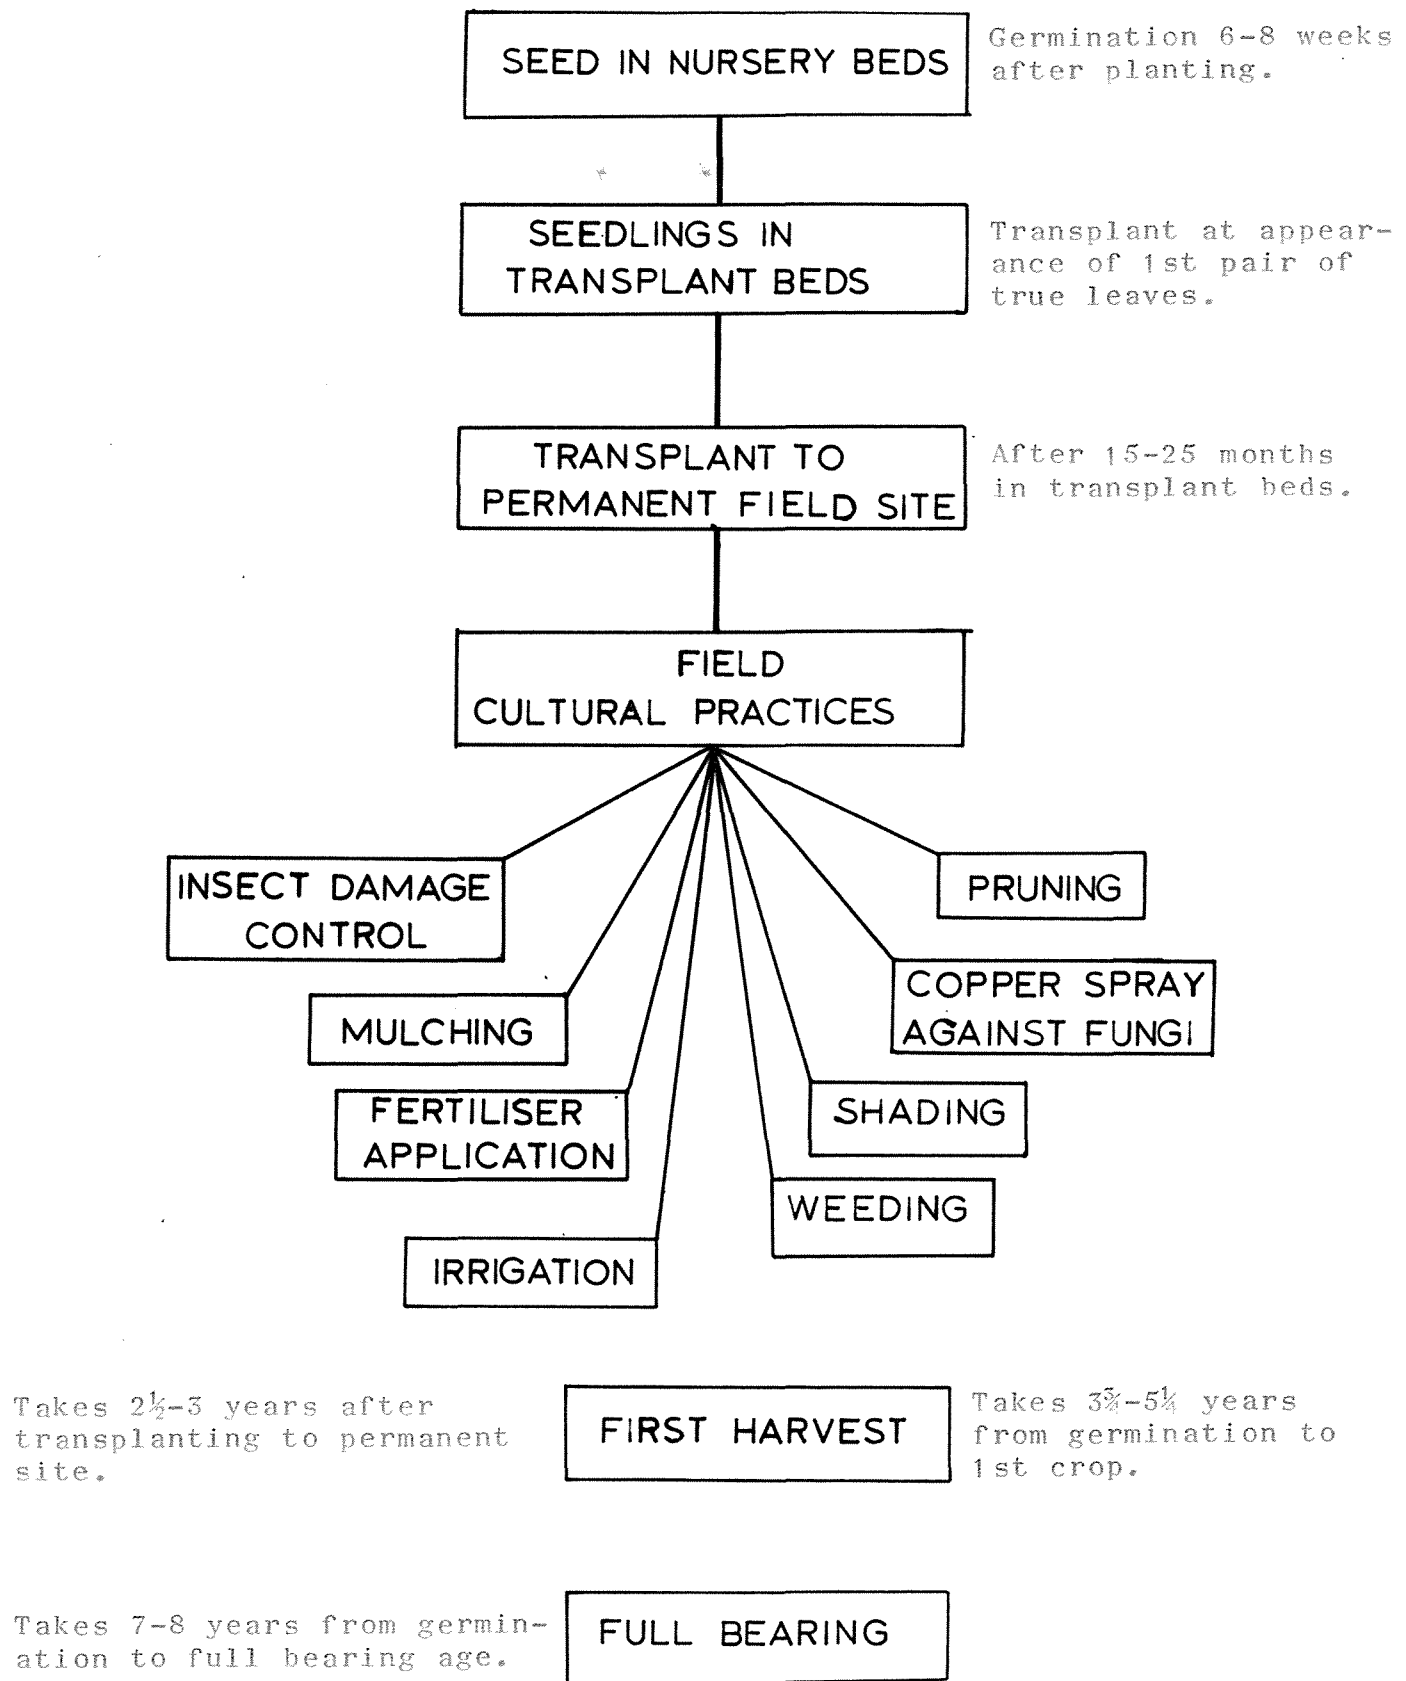 SEED IN NURSERY BEDS
Germination 6-8 weeks
after planting.
SEEDLINGS IN
TRANSPLANT BEDS
Transplant at appear-
ance of 1st pair of
true leaves.
TRANSPLANT TO
PERMANENT FIELD SITE
After 15-25 months
in transplant beds.
FIELD
CULTURAL PRACTICES
INSECT DAMAGE
CONTROL
PRUNING
MULCHING
COPPER SPRAY
AGAINST FUNGI
FERTILISER
APPLICATION
SHADING
WEEDING
IRRIGATION
Takes 2½-3 years after
transplanting to permanent
site.
FIRST HARVEST
Takes 3¾-5¼ years
from germination to
1st crop.
Takes 7-8 years from germin-
ation to full bearing age.
FULL BEARING